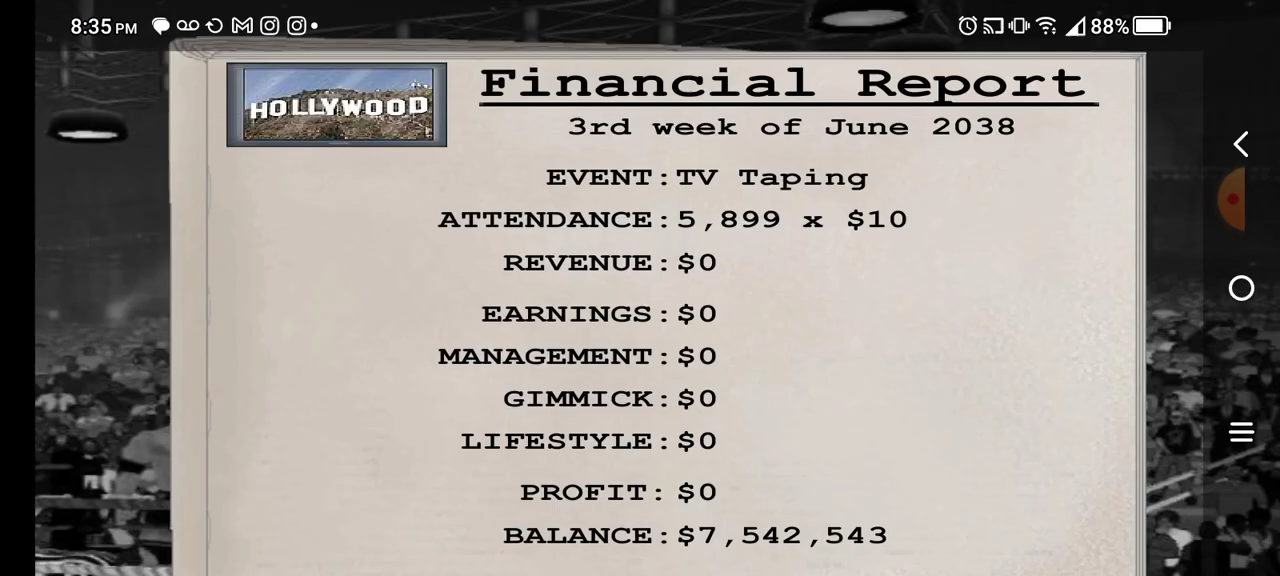 8:35 PM 88%
HOLLYWOOD
Financial Report
3rd week of June 2038
EVENT: TV Taping
ATTENDANCE: 5,899 x $10
REVENUE: $0
EARNINGS: $0
MANAGEMENT: $0
GIMMICK: $0
LIFESTYLE: $0
PROFIT: $0
BALANCE: $7,542,543